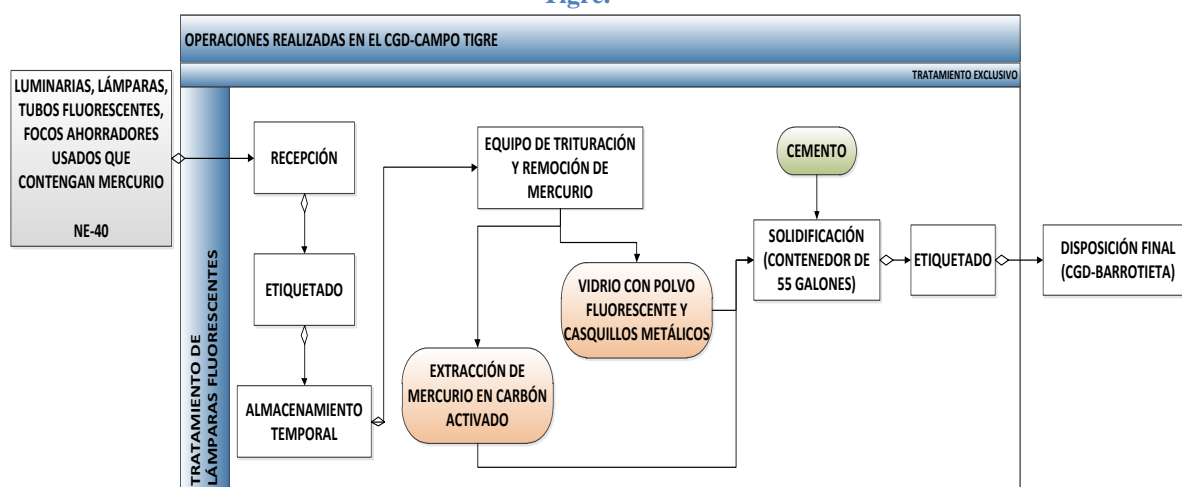 Tigre.
OPERACIONES REALIZADAS EN EL CGD-CAMPO TIGRE
TRATAMIENTO EXCLUSIVO
LUMINARIAS, LÁMPARAS,
TUBOS FLUORESCENTES,
FOCOS AHORRADORES
USADOS QUE
CONTENGAN MERCURIO
NE-40
TRATAMIENTO DE
LÁMPARAS FLUORESCENTES
RECEPCIÓN
ETIQUETADO
ALMACENAMIENTO
TEMPORAL
EQUIPO DE TRITURACIÓN
Y REMOCIÓN DE
MERCURIO
VIDRIO CON POLVO
FLUORESCENTE Y
CASQUILLOS METÁLICOS
EXTRACCIÓN DE
MERCURIO EN CARBÓN
ACTIVADO
CEMENTO
SOLIDIFICACIÓN
(CONTENEDOR DE
55 GALONES)
ETIQUETADO
DISPOSICIÓN FINAL
(CGD-BARROTIETA)